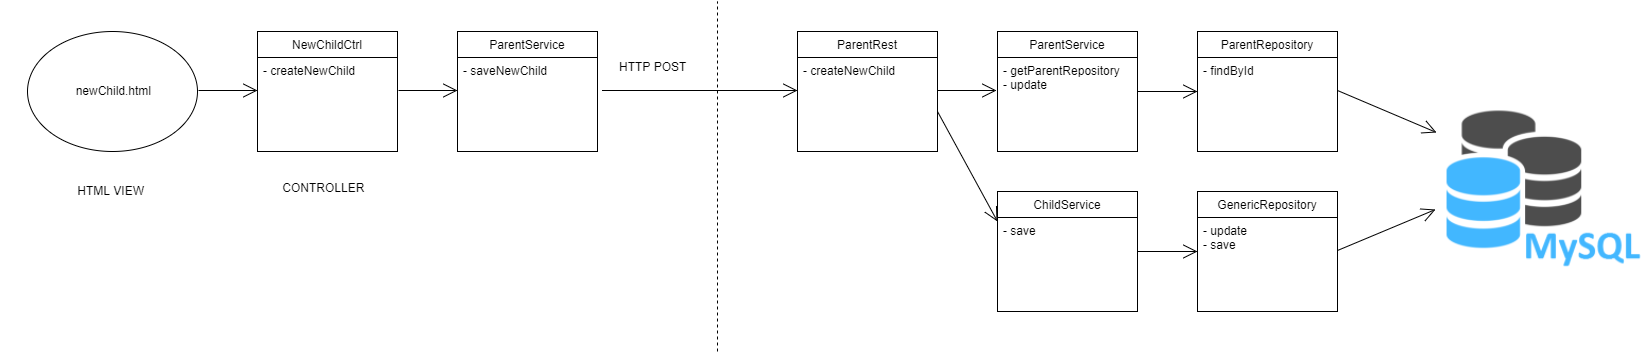 newChild.html
HTML VIEW
NewChildCtrl
- createNewChild
CONTROLLER
ParentService
- saveNewChild
HTTP POST
ParentRest
- createNewChild
ParentService
- getParentRepository
- update
ParentRepository
- findById
ChildService
- save
GenericRepository
- update
- save
MySQL